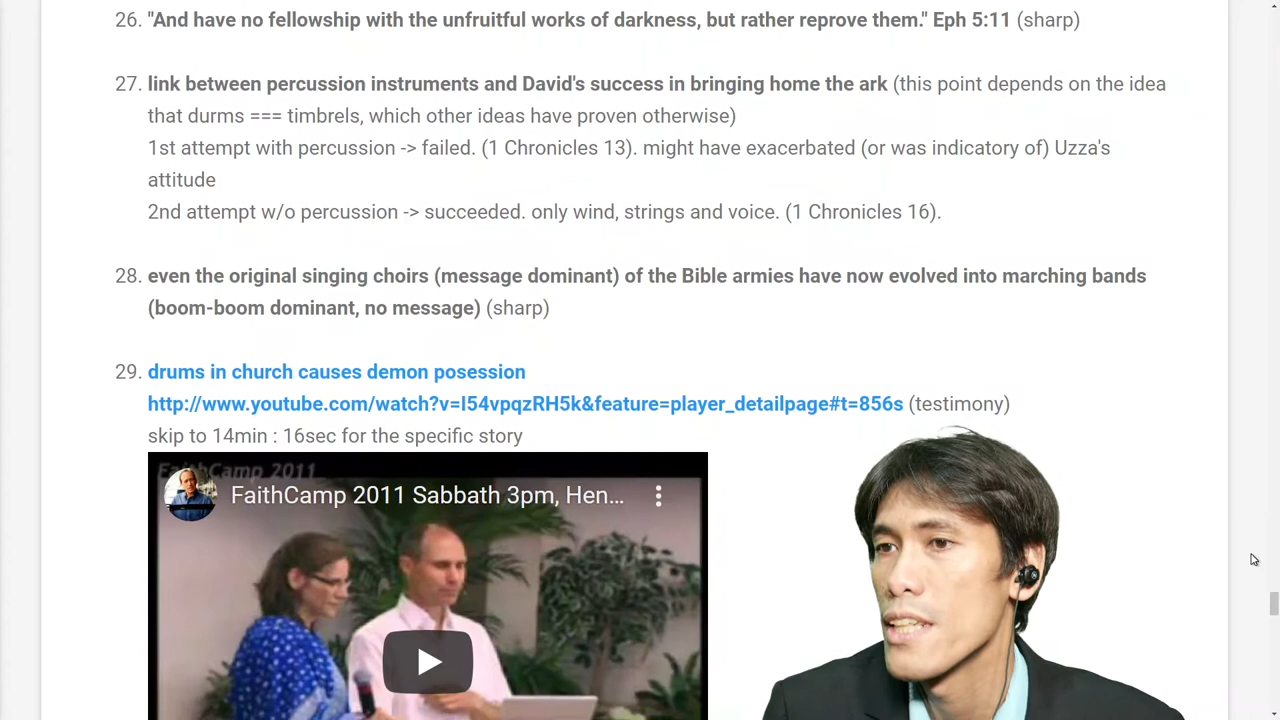 26. "And have no fellowship with the unfruitful works of darkness, but rather reprove them." Eph 5:11 (sharp)
27. link between percussion instruments and David's success in bringing home the ark (this point depends on the idea
that durms === timbrels, which other ideas have proven otherwise)
1st attempt with percussion -> failed. (1 Chronicles 13). might have exacerbated (or was indicatory of) Uzza's
attitude
2nd attempt w/o percussion -> succeeded. only wind, strings and voice. (1 Chronicles 16).
28. even the original singing choirs (message dominant) of the Bible armies have now evolved into marching bands
(boom-boom dominant, no message) (sharp)
29. drums in church causes demon posession
http://www.youtube.com/watch?v=I54vpqzRH5k&feature=player_detailpage#t=856s (testimony)
skip to 14min : 16sec for the specific story
FaithCamp 2011
FaithCamp 2011 Sabbath 3pm, Hen...